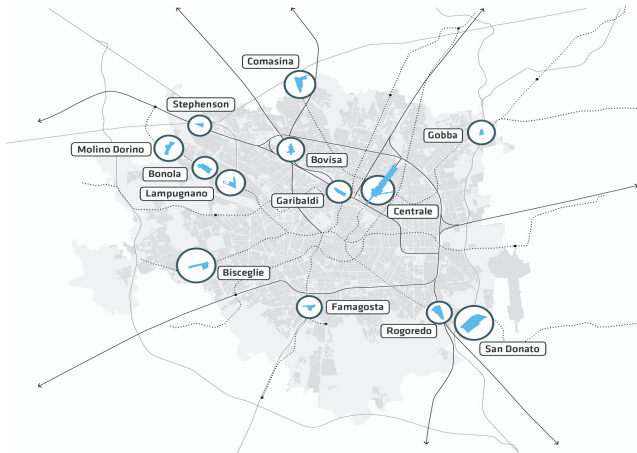 Comasina
Stephenson
Gobba
Molino Dorino
Bovisa
Bonola
Lampugnano
Garibaldi
Centrale
Bisceglie
Famagosta
Rogoredo
San Donato